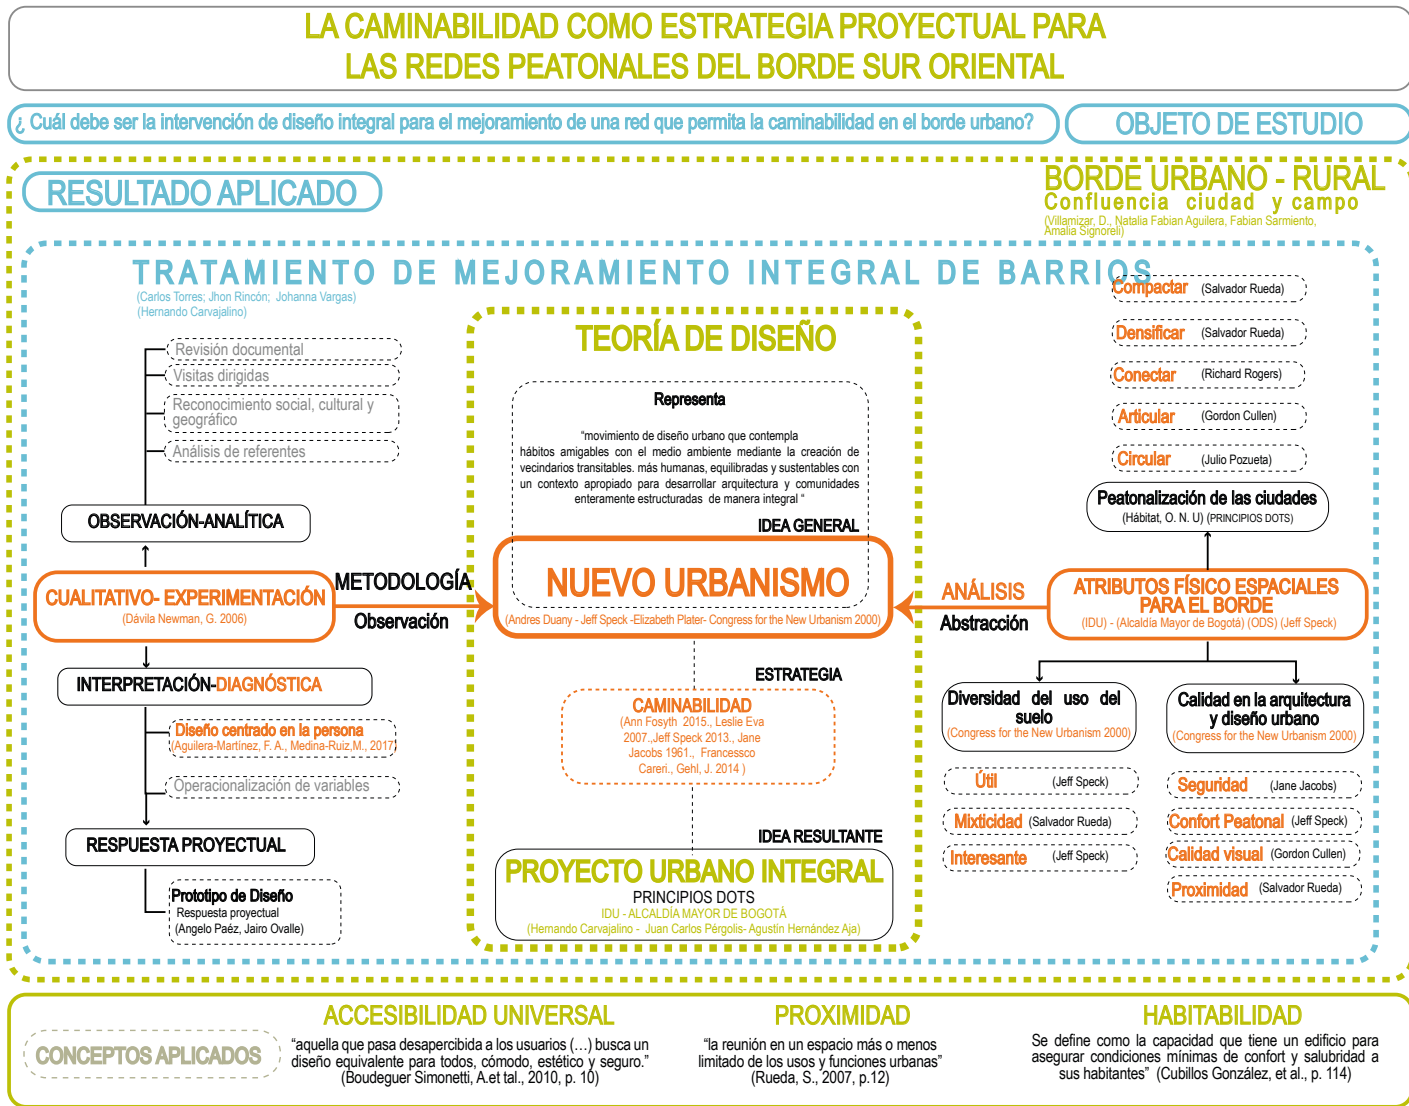 LA CAMINABILIDAD COMO ESTRATEGIA PROYECTUAL PARA
LAS REDES PEATONALES DEL BORDE SUR ORIENTAL
¿ Cuál debe ser la intervención de diseño integral para el mejoramiento de una red que permita la caminabilidad en el borde urbano?
OBJETO DE ESTUDIO
RESULTADO APLICADO
BORDE URBANO - RURAL
Confluencia ciudad y campo
(Villamizar, D., Natalia Fabian Aguilera, Fabian Sarmiento,
Amalia Signoreli)
TRATAMIENTO DE MEJORAMIENTO INTEGRAL DE BARRIOS
(Carlos Torres; Jhon Rincón; Johanna Vargas)
(Hernando Carvajalino)
Revisión documental
Visitas dirigidas
Reconocimiento social, cultural y
geográfico
Análisis de referentes
OBSERVACIÓN-ANALÍTICA
CUALITATIVO- EXPERIMENTACIÓN
(Dávila Newman, G. 2006)
METODOLOGÍA
Observación
INTERPRETACIÓN-DIAGNÓSTICA
Diseño centrado en la persona
(Aguilera-Martínez, F. A., Medina-Ruiz,M., 2017)
Operacionalización de variables
RESPUESTA PROYECTUAL
Prototipo de Diseño
Respuesta proyectual
(Angelo Paéz, Jairo Ovalle)
TEORÍA DE DISEÑO
Representa
“movimiento de diseño urbano que contempla
hábitos amigables con el medio ambiente mediante la creación de
vecindarios transitables. más humanas, equilibradas y sustentables con
un contexto apropiado para desarrollar arquitectura y comunidades
enteramente estructuradas de manera integral “
IDEA GENERAL
NUEVO URBANISMO
(Andres Duany - Jeff Speck -Elizabeth Plater- Congress for the New Urbanism 2000)
ESTRATEGIA
CAMINABILIDAD
(Ann Fosyth 2015., Leslie Eva
2007.,Jeff Speck 2013., Jane
Jacobs 1961., Francessco
Careri., Gehl, J. 2014 )
IDEA RESULTANTE
PROYECTO URBANO INTEGRAL
PRINCIPIOS DOTS
IDU - ALCALDÍA MAYOR DE BOGOTÁ
(Hernando Carvajalino - Juan Carlos Pérgolis- Agustín Hernández Aja)
Compactar (Salvador Rueda)
Densificar (Salvador Rueda)
Conectar (Richard Rogers)
Articular (Gordon Cullen)
Circular (Julio Pozueta)
Peatonalización de las ciudades
(Hábitat, O. N. U) (PRINCIPIOS DOTS)
ANÁLISIS
Abstracción
ATRIBUTOS FÍSICO ESPACIALES
PARA EL BORDE
(IDU) - (Alcaldía Mayor de Bogotá) (ODS) (Jeff Speck)
Diversidad del uso del
suelo
(Congress for the New Urbanism 2000)
Útil (Jeff Speck)
Mixticidad (Salvador Rueda)
Interesante (Jeff Speck)
Calidad en la arquitectura
y diseño urbano
(Congress for the New Urbanism 2000)
Seguridad (Jane Jacobs)
Confort Peatonal (Jeff Speck)
Calidad visual (Gordon Cullen)
Proximidad (Salvador Rueda)
CONCEPTOS APLICADOS
ACCESIBILIDAD UNIVERSAL
“aquella que pasa desapercibida a los usuarios (…) busca un
diseño equivalente para todos, cómodo, estético y seguro.”
(Boudeguer Simonetti, A.et tal., 2010, p. 10)
PROXIMIDAD
“la reunión en un espacio más o menos
limitado de los usos y funciones urbanas”
(Rueda, S., 2007, p.12)
HABITABILIDAD
Se define como la capacidad que tiene un edificio para
asegurar condiciones mínimas de confort y salubridad a
sus habitantes” (Cubillos González, et al., p. 114)